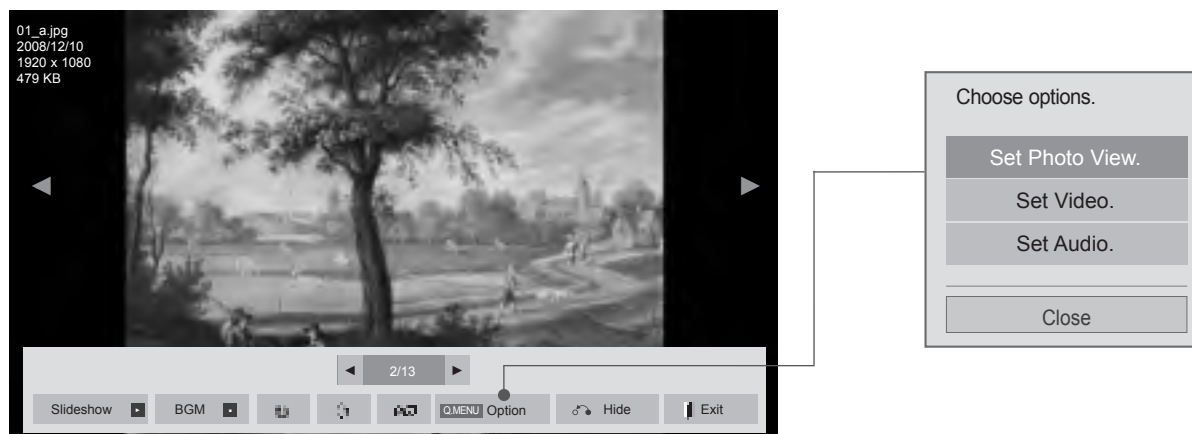 01_a.jpg
2008/12/10
1920 x 1080
479 KB
2/13
Slideshow
BGM
Q.MENU Option
Hide
Exit
Choose options.
Set Photo View.
Set Video.
Set Audio.
Close